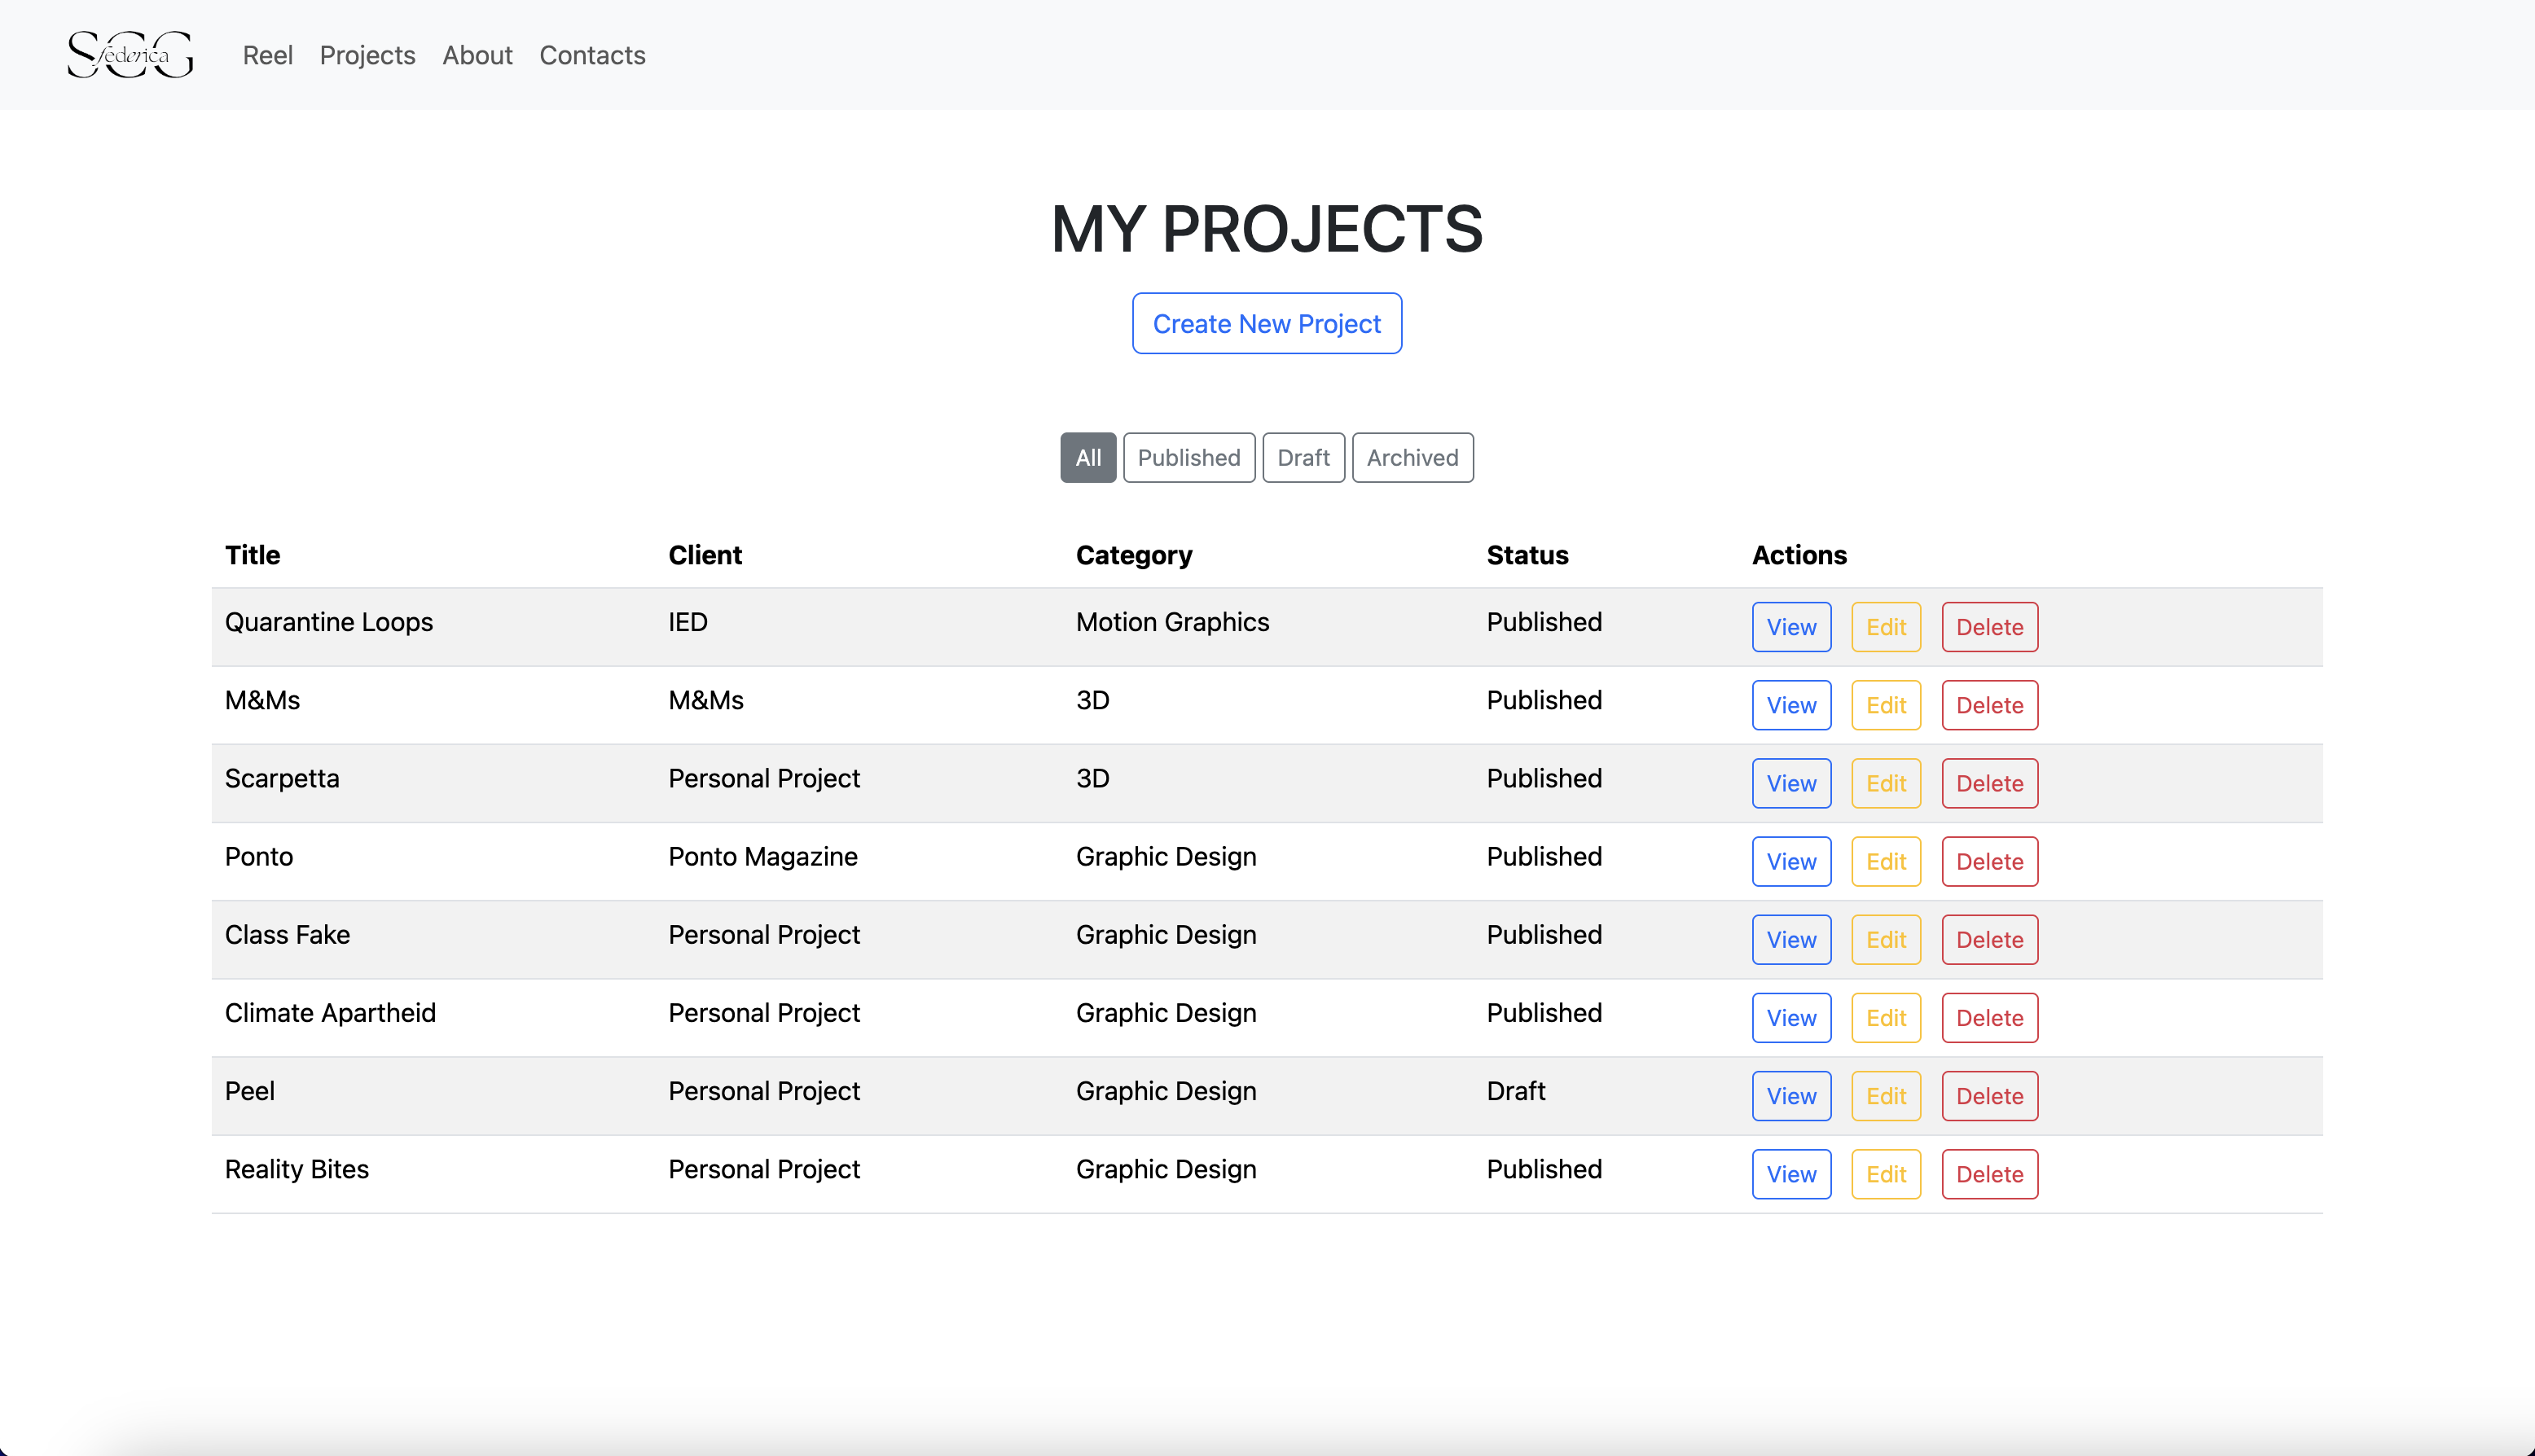 SGG federica Reel Projects About Contacts
MY PROJECTS
Create New Project
All Published Draft Archived
Title Client Category Status Actions
Quarantine Loops IED Motion Graphics Published View Edit Delete
M&Ms M&Ms 3D Published View Edit Delete
Scarpetta Personal Project 3D Published View Edit Delete
Ponto Ponto Magazine Graphic Design Published View Edit Delete
Class Fake Personal Project Graphic Design Published View Edit Delete
Climate Apartheid Personal Project Graphic Design Published View Edit Delete
Peel Personal Project Graphic Design Draft View Edit Delete
Reality Bites Personal Project Graphic Design Published View Edit Delete